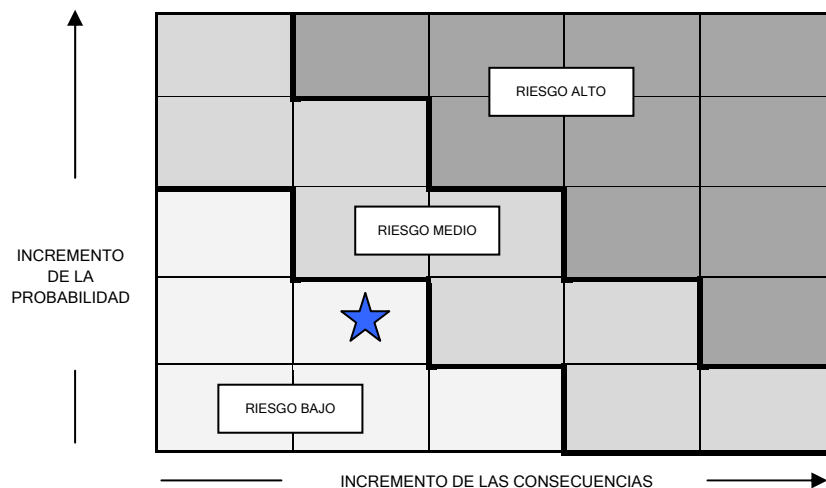 RIESGO ALTO
RIESGO MEDIO
INCREMENTO
DE LA
PROBABILIDAD
RIESGO BAJO
INCREMENTO DE LAS CONSECUENCIAS